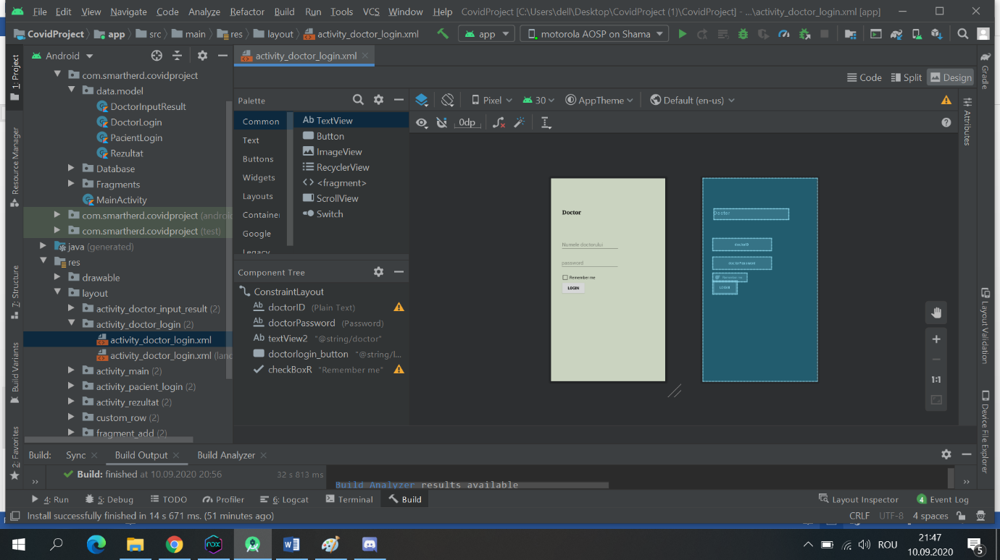 File Edit View Navigate Code Analyze Refactor Build Run Tools VCS Window Help CovidProject [C:\Users\dell\Desktop\CovidProject (1)\CovidProject] - ...\activity_doctor_login.xml [app]
CovidProject app src main res layout activity_doctor_login.xml app motorola AOSP on Shama
1: Project
Resource Manager
7: Structure
Build Variants
2: Favorites
Android
com.smartherd.covidproject
data.model
DoctorInputResult
DoctorLogin
PacientLogin
Rezultat
Database
Fragments
MainActivity
com.smartherd.covidproject
com.smartherd.covidproject (test)
java (generated)
res
drawable
layout
activity_doctor_input_result (2)
activity_doctor_login (2)
activity_doctor_login.xml
activity_doctor_login.xml
activity_main (2)
activity_pacient_login (2)
activity_rezultat (2)
custom_row (2)
fragment_add (2)
activity_doctor_login.xml
Code Split Design
Palette
Common
Text
Buttons
Widgets
Layouts
Google
Ab TextView
Button
ImageView
RecyclerView
<fragment>
ScrollView
Switch
Component Tree
ConstraintLayout
Ab doctorID (Plain Text)
Ab doctorPassword (Password)
Ab textView2 "@string/doctor"
doctorlogin_button "@string/l...
checkBoxR "Remember me"
Pixel 30 AppTheme Default (en-us)
0dp
Doctor
Numele doctorului
password
Remember me
LOGIN
Doctor
doctorID
doctorPassword
Remember me
LOGIN
1:1
Gradle
Attributes
Layout Validation
Device File Explorer
Build: Sync Build Output Build Analyzer
Build: finished at 10.09.2020 20:56 32 s 813 ms
Build Analyzer results available
4: Run 5: Debug TODO Profiler 6: Logcat Terminal Build Layout Inspector 4 Event Log
Install successfully finished in 14 s 671 ms. (51 minutes ago) CRLF UTF-8 4 spaces
nox
ROU
21:47
10.09.2020
5